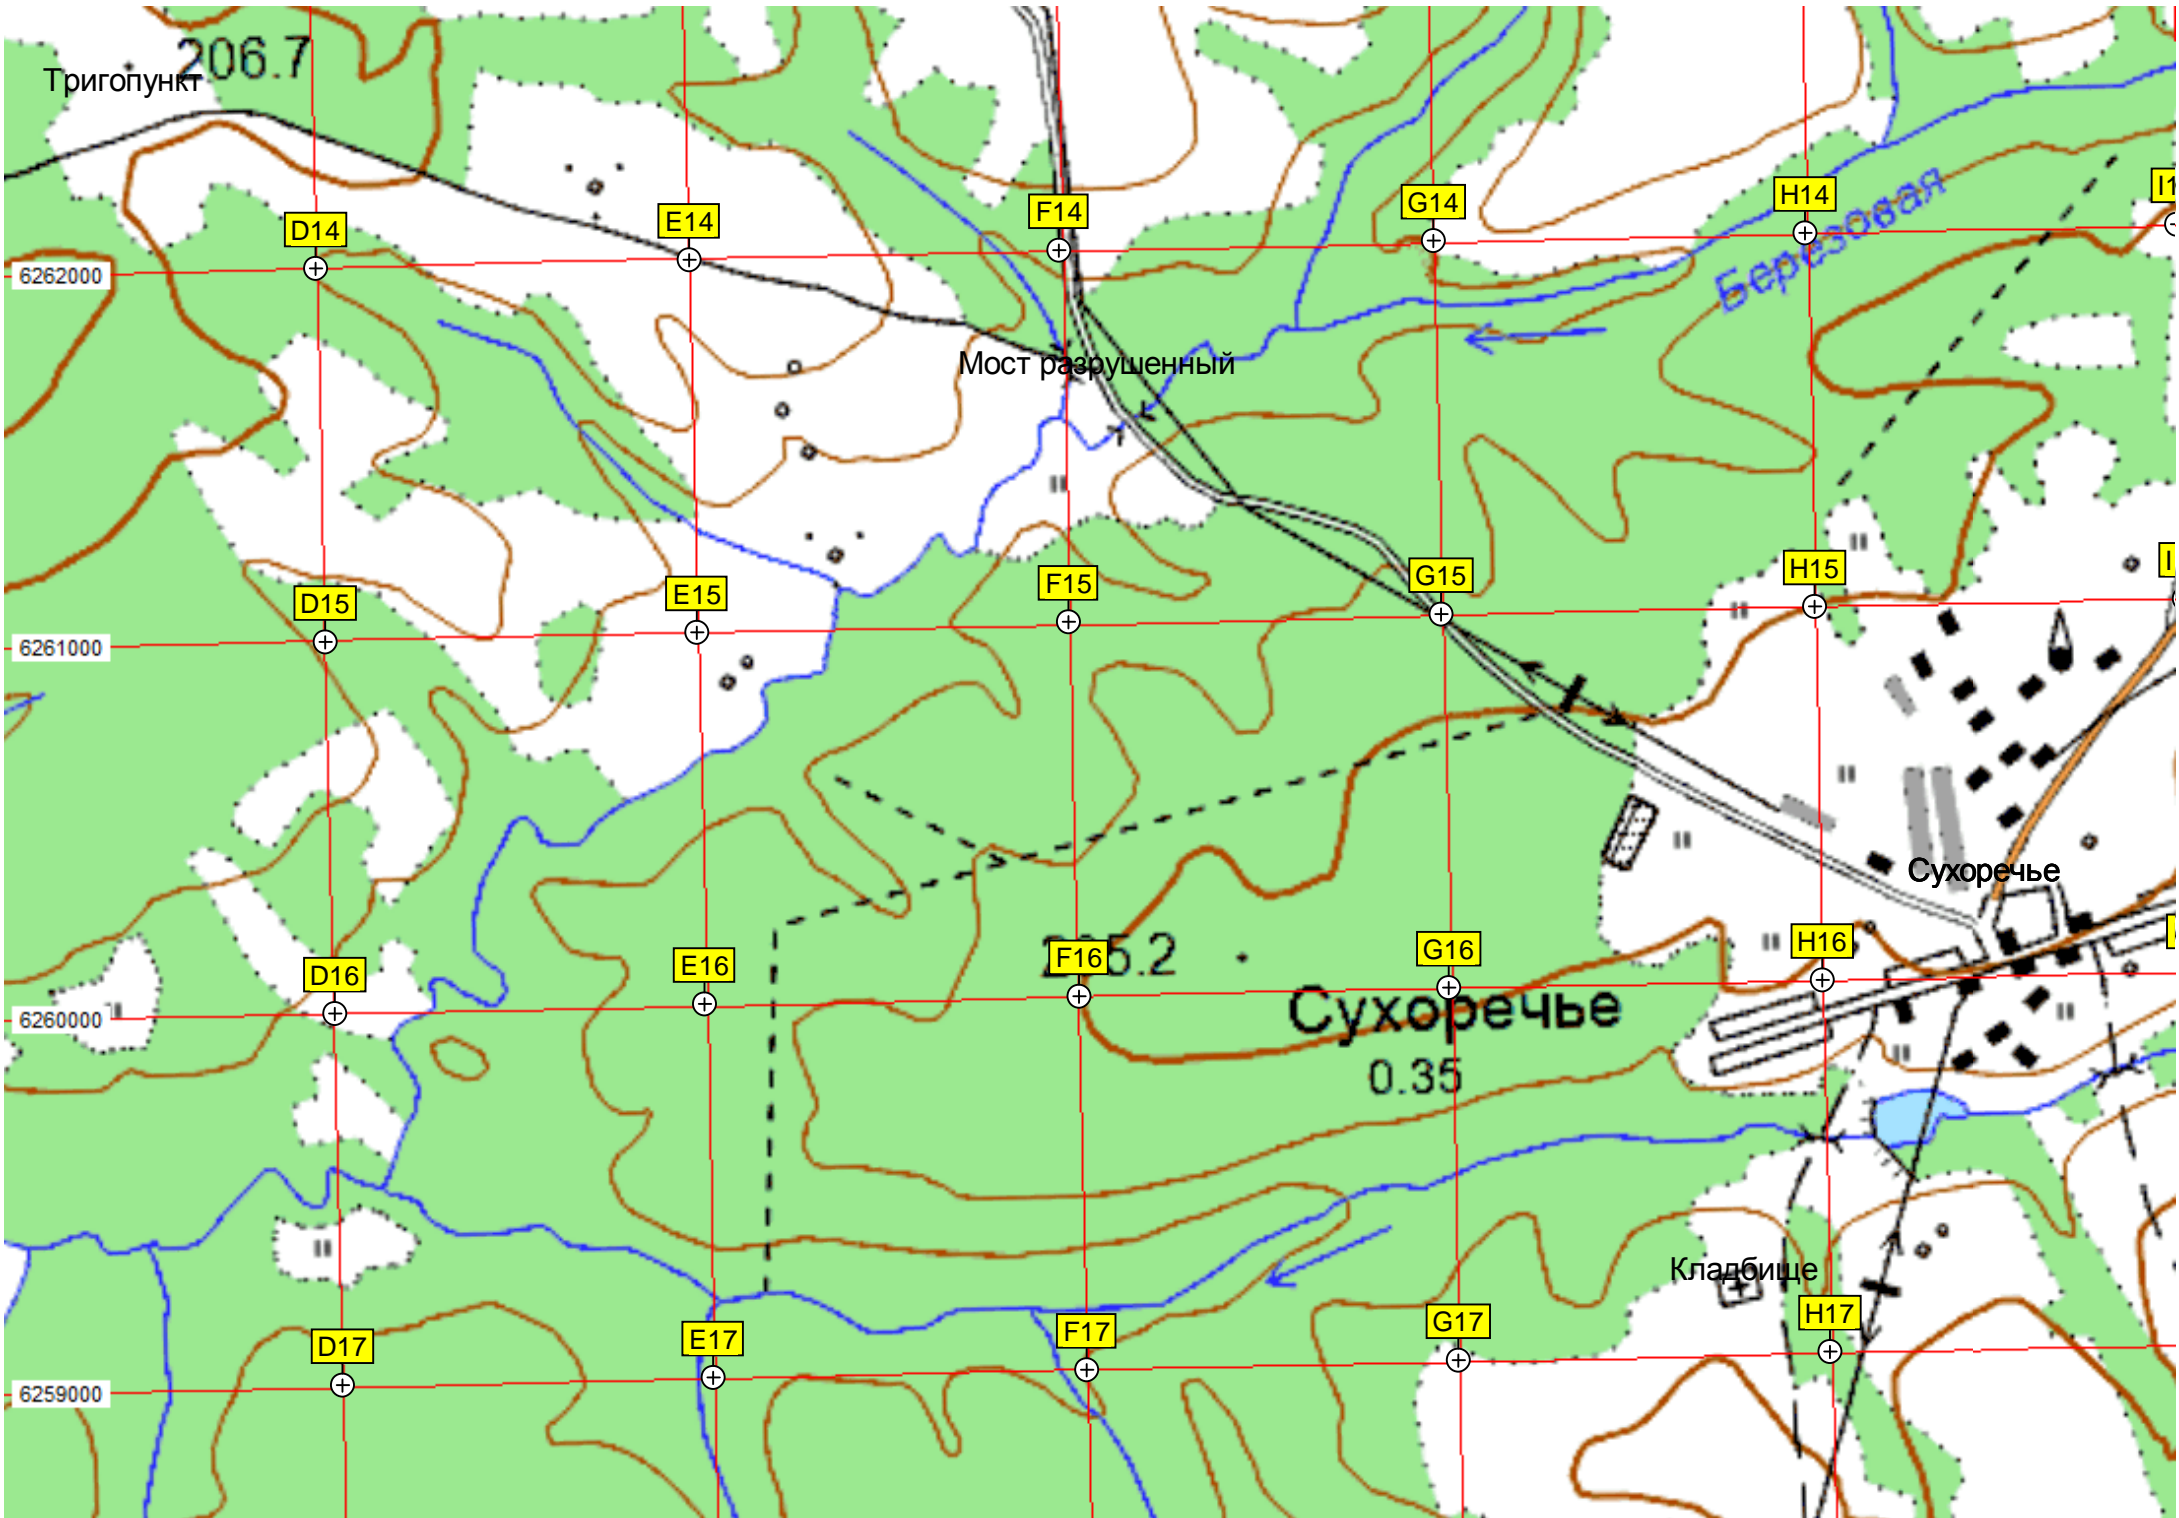 206.7
Тригопункт
Березовая
D14
E14
F14
G14
H14
6262000
Мост разрушенный
D15
E15
F15
G15
H15
6261000
Сухоречье
D16
E16
F16
G16
H16
6260000
Сухоречье
0.35
Кладбище
D17
E17
F17
G17
H17
6259000